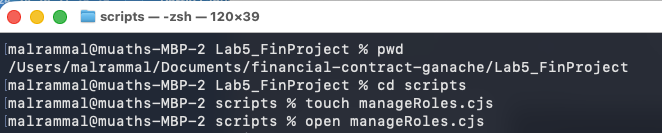 scripts — -zsh — 120×39
[malrammal@muaths-MBP-2 Lab5_FinProject % pwd
/Users/malrammal/Documents/financial-contract-ganache/Lab5_FinProject
[malrammal@muaths-MBP-2 Lab5_FinProject % cd scripts
[malrammal@muaths-MBP-2 scripts % touch manageRoles.cjs
[malrammal@muaths-MBP-2 scripts % open manageRoles.cjs